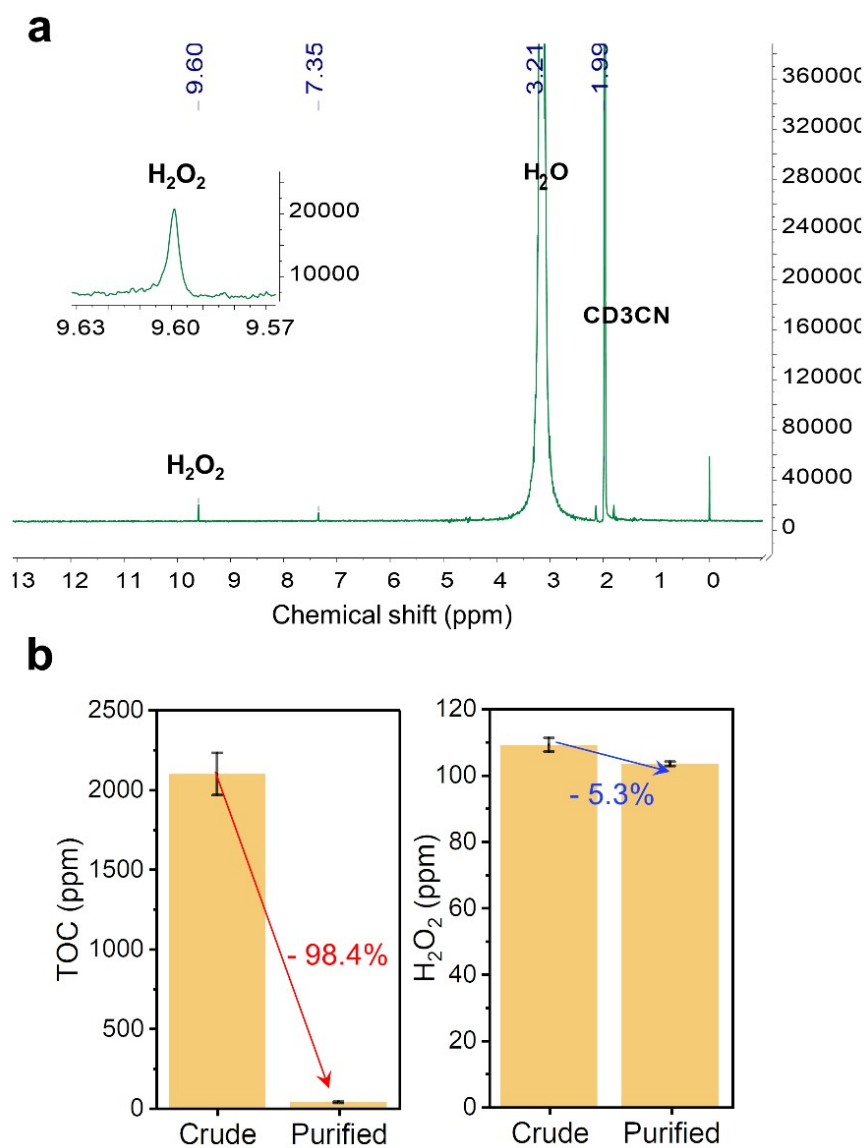 a
- 9.60
- 7.35
3.21
1.99
H₂O₂
20000
10000
9.63 9.60 9.57
H₂O
CD3CN
H₂O₂
360000
320000
280000
240000
200000
160000
120000
80000
40000
0
13 12 11 10 9 8 7 6 5 4 3 2 1 0
Chemical shift (ppm)
b
2500
2000
1500
1000
500
0
TOC (ppm)
- 98.4%
Crude Purified
120
100
80
60
40
20
0
H₂O₂ (ppm)
- 5.3%
Crude Purified